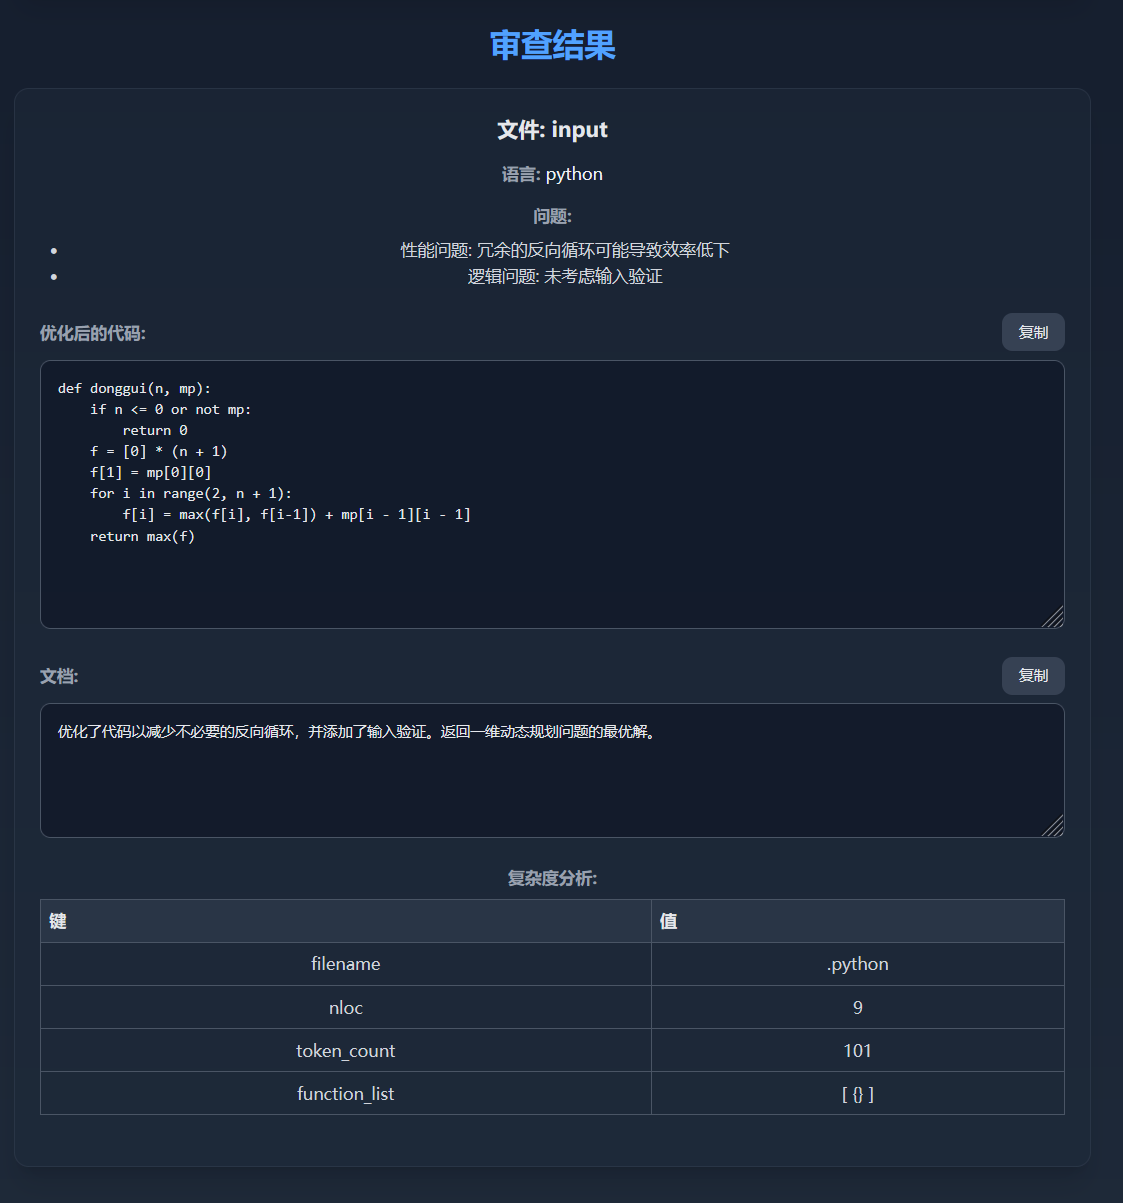 审查结果
文件: input
语言: python
问题:
性能问题: 冗余的反向循环可能导致效率低下
逻辑问题: 未考虑输入验证
优化后的代码:
复制
def donggui(n, mp):
    if n <= 0 or not mp:
        return 0
    f = [0] * (n + 1)
    f[1] = mp[0][0]
    for i in range(2, n + 1):
        f[i] = max(f[i], f[i-1]) + mp[i - 1][i - 1]
    return max(f)
文档:
复制
优化了代码以减少不必要的反向循环，并添加了输入验证。返回一维动态规划问题的最优解。
复杂度分析:
键 值
filename .python
nloc 9
token_count 101
function_list [ {} ]